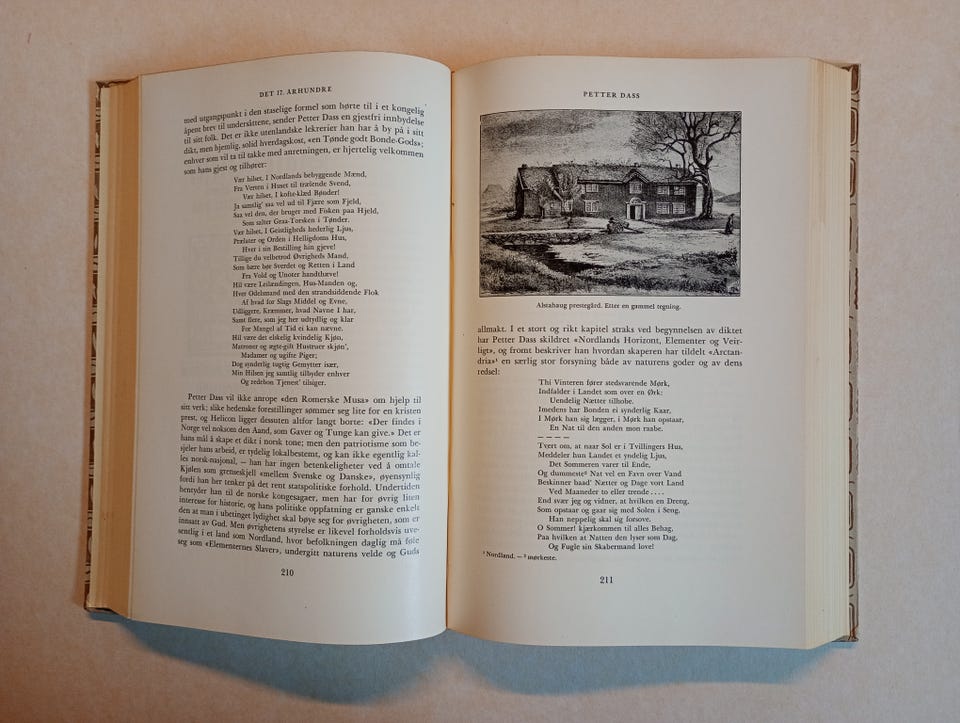 DET 17. ÅRHUNDRE
med utgangspunkt i den staselige formel som hørte til i et kongelig
åpent brev til undersåttene, sender Petter Dass en gjestfri innbydelse
til sitt folk. Det er ikke utenlandske lekrerier han har å by på i sitt
dikt, men hjemlig, solid hverdagskost, «en Tønde godt Bonde-Gods»;
enhver som vil ta til takke med anretningen, er hjertelig velkommen
som hans gjest og tilhører:
Vær hilset, I Nordlands bebyggende Mænd,
Fra Verten i Huset til trælende Svend,
Vær hilset, I kofte-klæd Bønder!
Ja samtlig' saa vel ud til Fjære som Fjeld,
Saa vel den, der bruger med Fisken paa Hjeld,
Som salter Graa-Torsken i Tønder.
Vær hilset, I Geistligheds hederlig Ljus,
Prælater og Orden i Helligdoms Hus,
Hver i sin Bestilling hin gjeve!
Tillige du velbetrod Øvrigheds Mand,
Som bære bør Sverdet og Retten i Land
Fra Vold og Unoter handthæve!
Hil være Leilændingen, Hus-Manden og,
Hver Odelsmand med den strandsiddende Flok
Af hvad for Slags Middel og Evne,
Udliggere, Kræmmer, hvad Navne I har,
Samt flere, som jeg her udtydlig og klar
For Mangel af Tid ei kan nævne.
Hil være det elskelig kvindelig Kjøn,
Matroner og ægte-gift Hustruer skjøn',
Madamer og ugifte Piger;
Dog synderlig tugtig Gemytter især,
Min Hilsen jeg samtlig tilbyder enhver
Og redebon Tjenest' tilsiger.
Petter Dass vil ikke anrope «den Romerske Musa» om hjelp til
sitt verk; slike hedenske forestillinger sømmer seg lite for en kristen
prest, og Helicon ligger dessuten altfor langt borte: «Der findes i
Norge vel noksom den Aand, som Gaver og Tunge kan give.» Det er
hans mål å skape et dikt i norsk tone; men den patriotisme som be-
sjeler hans arbeid, er tydelig lokalbestemt, og kan ikke egentlig kal-
les norsk-nasjonal, – han har ingen betenkeligheter ved å omtale
Kjølen som grenseskjell «mellem Svenske og Danske», øyensynlig
fordi han her tenker på det rent statspolitiske forhold. Undertiden
hentyder han til de norske kongesagaer, men har for øvrig liten
interesse for historie, og hans politiske oppfatning er ganske enkelt
den at man i ubetinget lydighet skal bøye seg for øvrigheten, som er
innsatt av Gud. Men øvrighetens styrelse er likevel forholdsvis uve-
sentlig i et land som Nordland, hvor befolkningen daglig må føle
seg som «Elementernes Slaver», undergitt naturens velde og Guds
210
PETTER DASS
Alstahaug prestegård. Etter en gammel tegning.
allmakt. I et stort og rikt kapitel straks ved begynnelsen av diktet
har Petter Dass skildret «Nordlands Horizont, Elementer og Veir-
ligt», og fromt beskriver han hvordan skaperen har tildelt «Arctan-
dria»¹ en særlig stor forsyning både av naturens goder og av dens
redsel:
Thi Vinteren fører stedsvarende Mørk,
Indfalder i Landet som over en Ørk:
Uendelig Nætter tillsobe.
Imedens har Bonden ei synderlig Kaar,
I Mørk han sig lægger, i Mørk han opstaar,
En Nat til den anden mon raabe.
– – – –
Tvert om, at naar Sol er i Tvillingers Hus,
Meddeler hun Landet et yndelig Ljus,
Det Sommeren varer til Ende,
Og dummeste² Nat vel en Favn over Vand
Beskinner baad' Nætter og Dage vort Land
Ved Maaneder to eller trende . . . .
End svær jeg og vidner, at hvilken en Dreng,
Som opstaar og gaar sig med Solen i Seng,
Han neppelig skal sig forsove.
O Sommer! kjærkommen til alles Behag,
Paa hvilken at Natten den lyser som Dag,
Og Fugle sin Skabermand love!
¹ Nordland. – ² mørkeste.
211